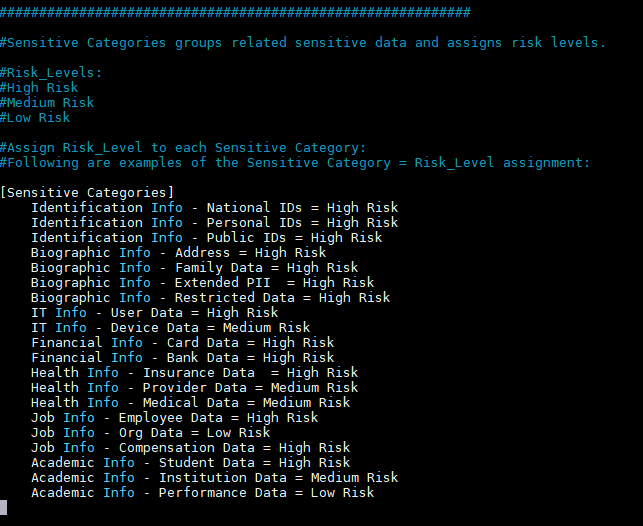 ############################################################
#Sensitive Categories groups related sensitive data and assigns risk levels.
#Risk_Levels:
#High Risk
#Medium Risk
#Low Risk
#Assign Risk_Level to each Sensitive Category:
#Following are examples of the Sensitive Category = Risk_Level assignment:
[Sensitive Categories]
Identification Info - National IDs = High Risk
Identification Info - Personal IDs = High Risk
Identification Info - Public IDs = High Risk
Biographic Info - Address = High Risk
Biographic Info - Family Data = High Risk
Biographic Info - Extended PII  = High Risk
Biographic Info - Restricted Data = High Risk
IT Info - User Data = High Risk
IT Info - Device Data = Medium Risk
Financial Info - Card Data = High Risk
Financial Info - Bank Data = High Risk
Health Info - Insurance Data  = High Risk
Health Info - Provider Data = Medium Risk
Health Info - Medical Data = Medium Risk
Job Info - Employee Data = High Risk
Job Info - Org Data = Low Risk
Job Info - Compensation Data = High Risk
Academic Info - Student Data = High Risk
Academic Info - Institution Data = Medium Risk
Academic Info - Performance Data = Low Risk